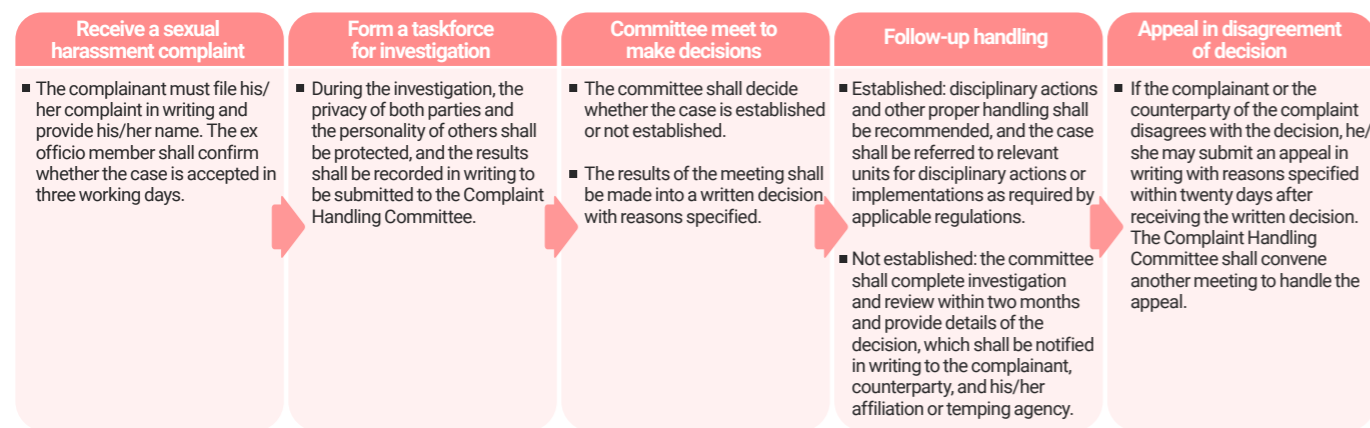 Receive a sexual
harassment complaint
■ The complainant must file his/
her complaint in writing and
provide his/her name. The ex
officio member shall confirm
whether the case is accepted in
three working days.
Form a taskforce
for investigation
■ During the investigation, the
privacy of both parties and
the personality of others shall
be protected, and the results
shall be recorded in writing to
be submitted to the Complaint
Handling Committee.
Committee meet to
make decisions
■ The committee shall decide
whether the case is established
or not established.
■ The results of the meeting shall
be made into a written decision
with reasons specified.
Follow-up handling
■ Established: disciplinary actions
and other proper handling shall
be recommended, and the case
shall be referred to relevant
units for disciplinary actions or
implementations as required by
applicable regulations.
■ Not established: the committee
shall complete investigation
and review within two months
and provide details of the
decision, which shall be notified
in writing to the complainant,
counterparty, and his/her
affiliation or temping agency.
Appeal in disagreement
of decision
■ If the complainant or the
counterparty of the complaint
disagrees with the decision, he/
she may submit an appeal in
writing with reasons specified
within twenty days after
receiving the written decision.
The Complaint Handling
Committee shall convene
another meeting to handle the
appeal.